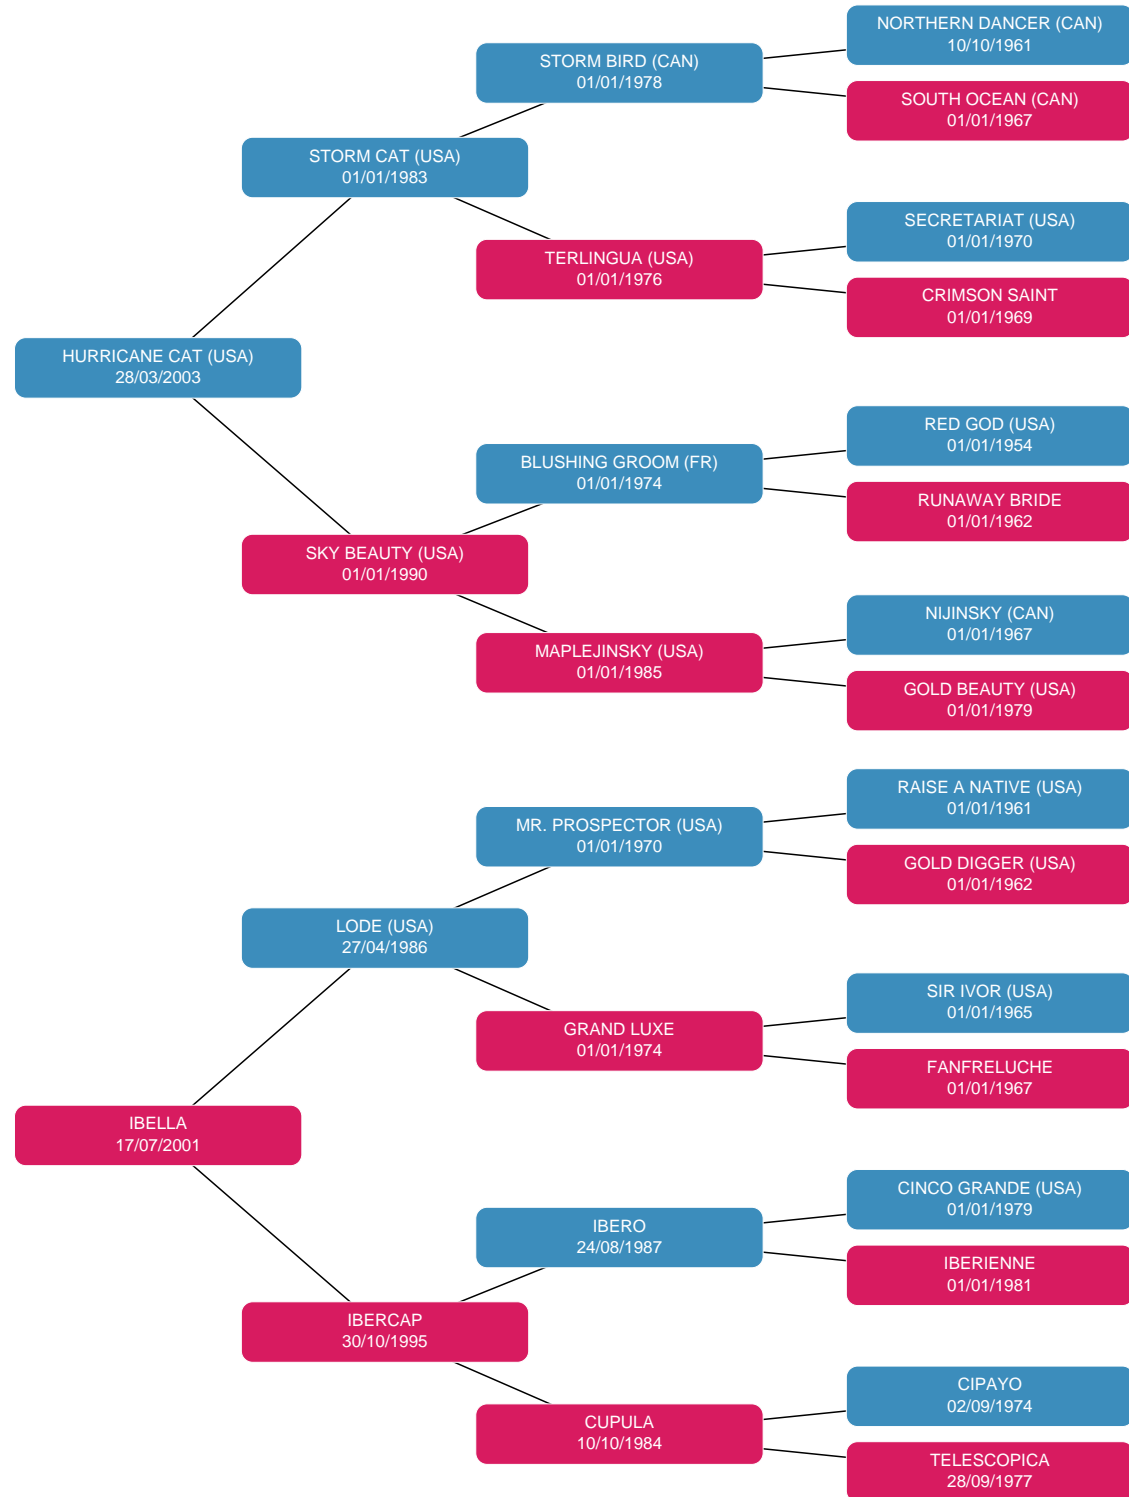 NORTHERN DANCER (CAN)
10/10/1961
STORM BIRD (CAN)
01/01/1978
SOUTH OCEAN (CAN)
01/01/1967
STORM CAT (USA)
01/01/1983
SECRETARIAT (USA)
01/01/1970
TERLINGUA (USA)
01/01/1976
CRIMSON SAINT
01/01/1969
HURRICANE CAT (USA)
28/03/2003
RED GOD (USA)
01/01/1954
BLUSHING GROOM (FR)
01/01/1974
RUNAWAY BRIDE
01/01/1962
SKY BEAUTY (USA)
01/01/1990
NIJINSKY (CAN)
01/01/1967
MAPLEJINSKY (USA)
01/01/1985
GOLD BEAUTY (USA)
01/01/1979
RAISE A NATIVE (USA)
01/01/1961
MR. PROSPECTOR (USA)
01/01/1970
GOLD DIGGER (USA)
01/01/1962
LODE (USA)
27/04/1986
SIR IVOR (USA)
01/01/1965
GRAND LUXE
01/01/1974
FANFRELUCHE
01/01/1967
IBELLA
17/07/2001
CINCO GRANDE (USA)
01/01/1979
IBERO
24/08/1987
IBERIENNE
01/01/1981
IBERCAP
30/10/1995
CIPAYO
02/09/1974
CUPULA
10/10/1984
TELESCOPICA
28/09/1977